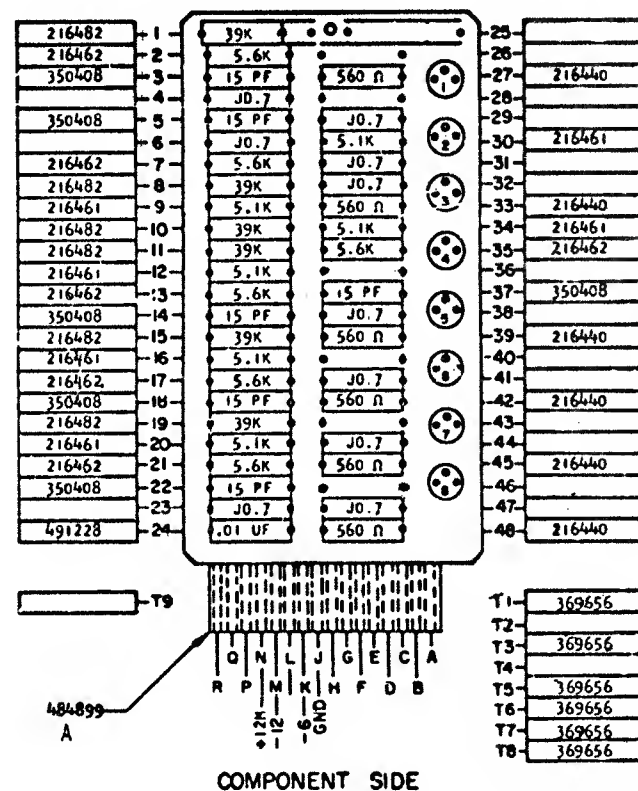 216482 1 39K 25
216462 2 5.6K 26
350408 3 15 PF 560 Ω 1 27 216440
4 J0.7 28
350408 5 15 PF J0.7 29
6 J0.7 5.1K 2 30 216461
216462 7 5.6K J0.7 31
216482 8 39K J0.7 32
216461 9 5.1K 560 Ω 3 33 216440
216482 10 39K 5.1K 34 216461
216482 11 39K 5.6K 4 35 216462
216461 12 5.1K 36
216462 13 5.6K 15 PF 37 350408
350408 14 15 PF J0.7 5 38
216482 15 39K 560 Ω 39 216440
216461 16 5.1K 40
216462 17 5.6K J0.7 6 41
350408 18 15 PF 560 Ω 42 216440
216482 19 39K 7 43
216461 20 5.1K J0.7 44
216462 21 5.6K 560 Ω 45 216440
350408 22 15 PF 8 46
23 J0.7 J0.7 47
491228 24 .01 UF 560 Ω 48 216440
T9
T1 369656
T2
T3 369656
T4
T5 369656
T6 369656
T7 369656
T8 369656
R Q P N M L K J H G F E D C B A
+12M
-12
-6
GND
484899
A
COMPONENT SIDE